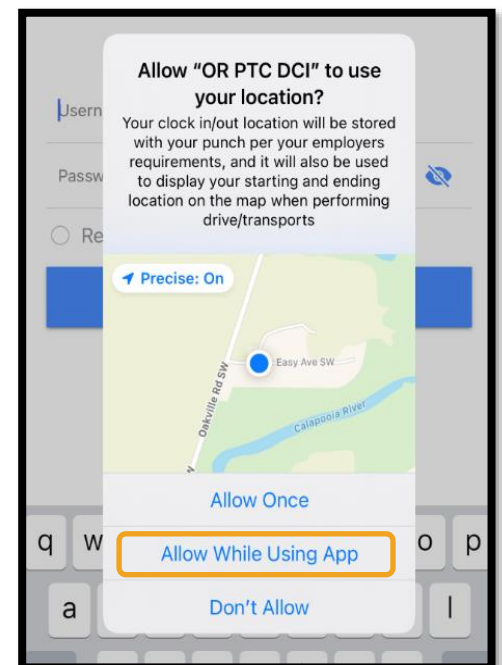 Allow “OR PTC DCI” to use
your location?
Your clock in/out location will be stored
with your punch per your employers
requirements, and it will also be used
to display your starting and ending
location on the map when performing
drive/transports
Usern
Passw
Re
Precise: On
Easy Ave SW
Oakville Rd SW
Calapooia River
W
Allow Once
Allow While Using App
Don’t Allow
q w o p
a l